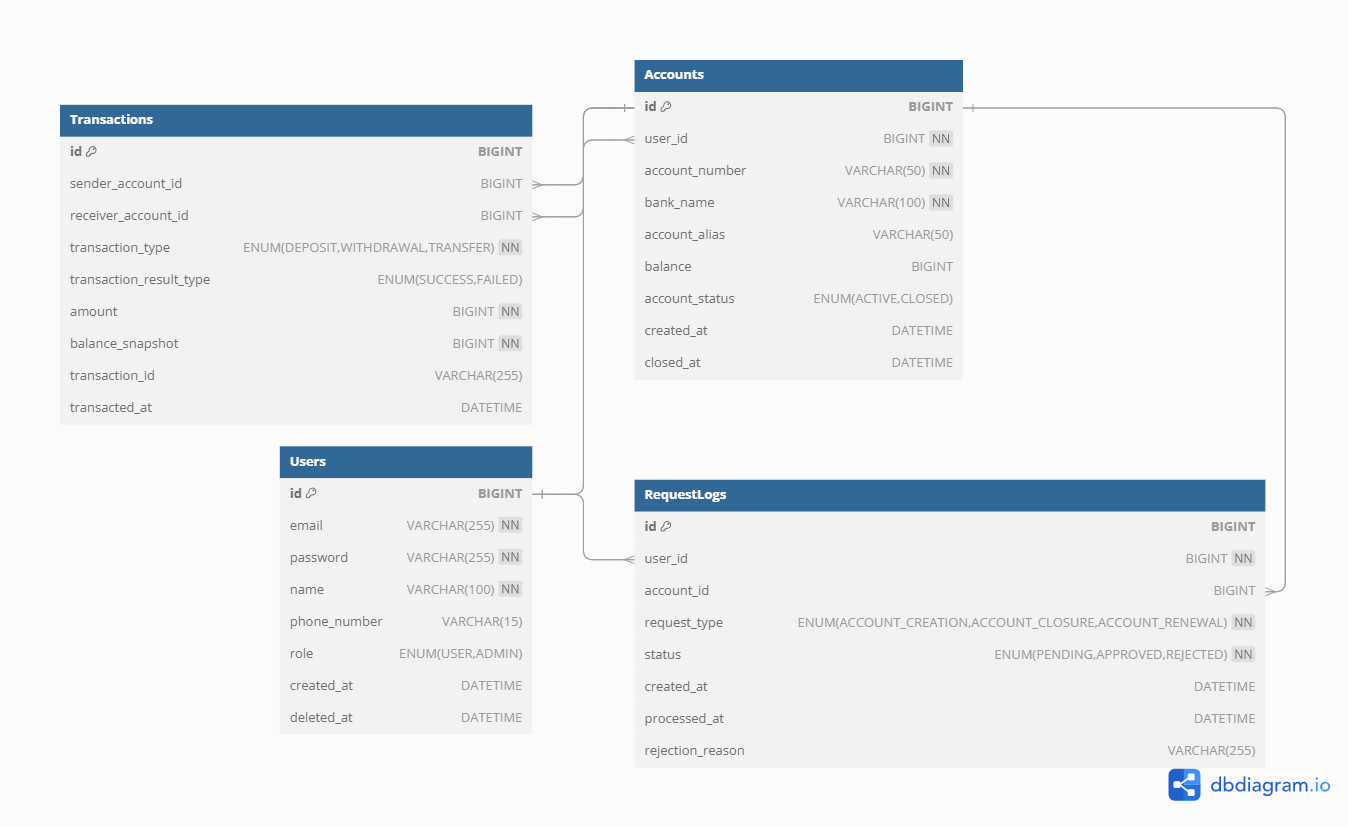 Transactions
id BIGINT
sender_account_id BIGINT
receiver_account_id BIGINT
transaction_type ENUM(DEPOSIT,WITHDRAWAL,TRANSFER) NN
transaction_result_type ENUM(SUCCESS,FAILED)
amount BIGINT NN
balance_snapshot BIGINT NN
transaction_id VARCHAR(255)
transacted_at DATETIME
Accounts
id BIGINT
user_id BIGINT NN
account_number VARCHAR(50) NN
bank_name VARCHAR(100) NN
account_alias VARCHAR(50)
balance BIGINT
account_status ENUM(ACTIVE,CLOSED)
created_at DATETIME
closed_at DATETIME
Users
id BIGINT
email VARCHAR(255) NN
password VARCHAR(255) NN
name VARCHAR(100) NN
phone_number VARCHAR(15)
role ENUM(USER,ADMIN)
created_at DATETIME
deleted_at DATETIME
RequestLogs
id BIGINT
user_id BIGINT NN
account_id BIGINT
request_type ENUM(ACCOUNT_CREATION,ACCOUNT_CLOSURE,ACCOUNT_RENEWAL) NN
status ENUM(PENDING,APPROVED,REJECTED) NN
created_at DATETIME
processed_at DATETIME
rejection_reason VARCHAR(255)
dbdiagram.io